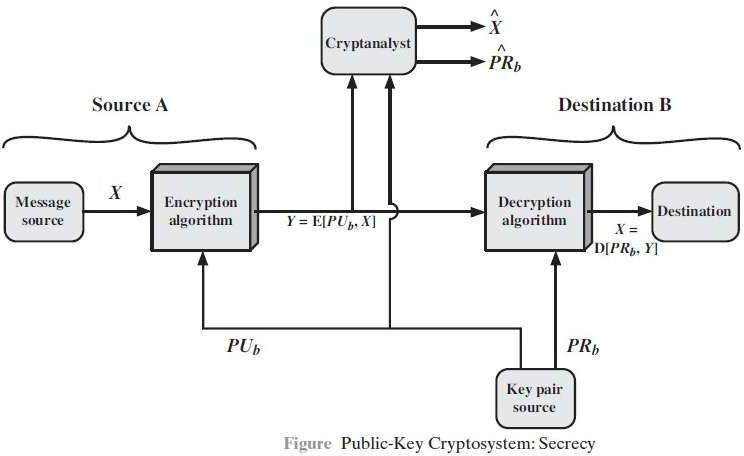 X̂
Cryptanalyst
P̂R_b
Source A
Destination B
Message
source
X
Encryption
algorithm
Y = E[PU_b, X]
Decryption
algorithm
X =
D[PR_b, Y]
Destination
PU_b
PR_b
Key pair
source
Figure Public-Key Cryptosystem: Secrecy